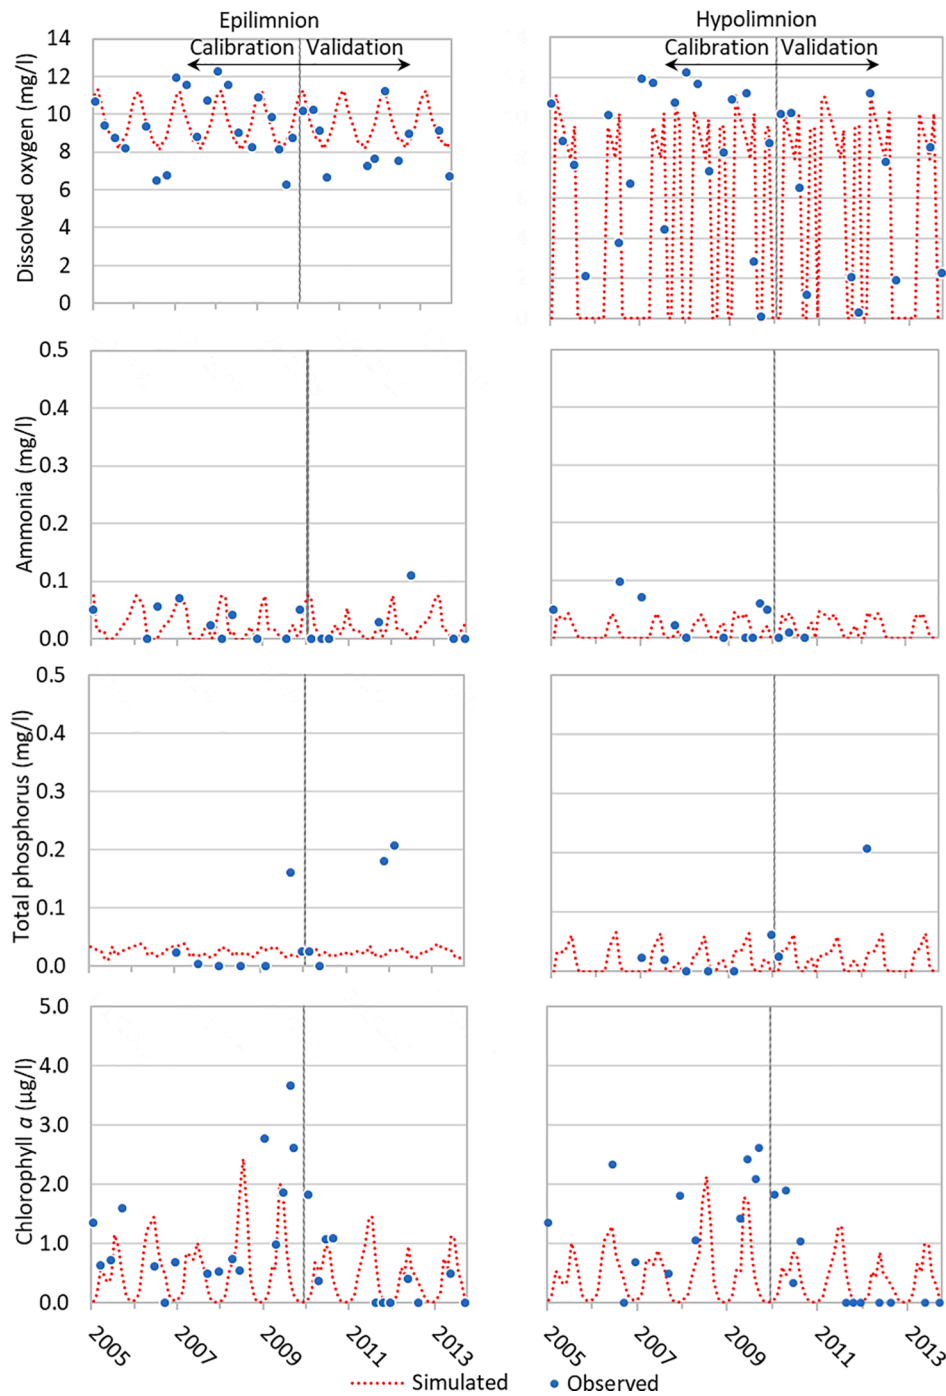 Epilimnion
Hypolimnion
Calibration Validation
Calibration Validation
Dissolved oxygen (mg/l)
14
12
10
8
6
4
2
0
Ammonia (mg/l)
0.5
0.4
0.3
0.2
0.1
0.0
Total phosphorus (mg/l)
0.5
0.4
0.3
0.2
0.1
0.0
Chlorophyll a (µg/l)
5.0
4.0
3.0
2.0
1.0
0.0
2005 2007 2009 2011 2013
2005 2007 2009 2011 2013
Simulated Observed